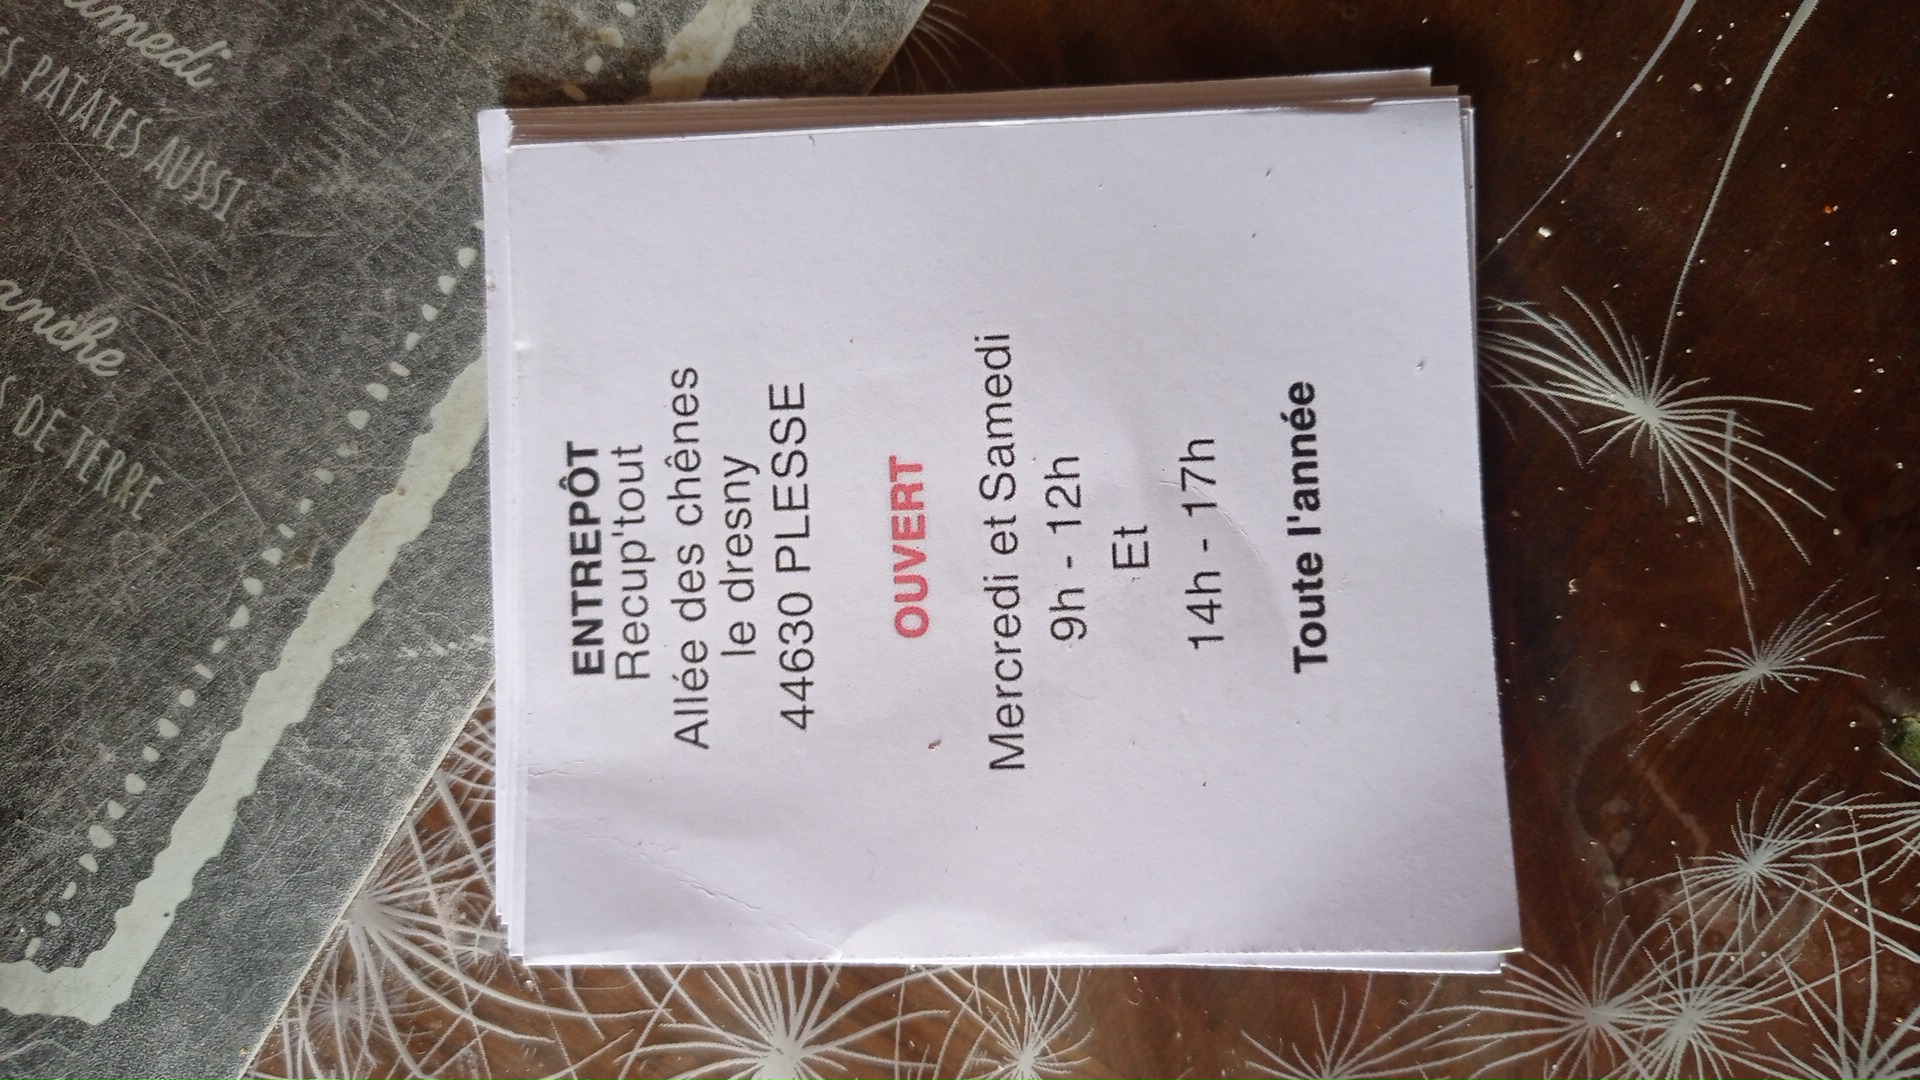 ENTREPÔT
Recup'tout
Allée des chênes
le dresny
44630 PLESSE
OUVERT
Mercredi et Samedi
9h - 12h
Et
14h - 17h
Toute l'année
PATATES AUSSI
DE TERRE